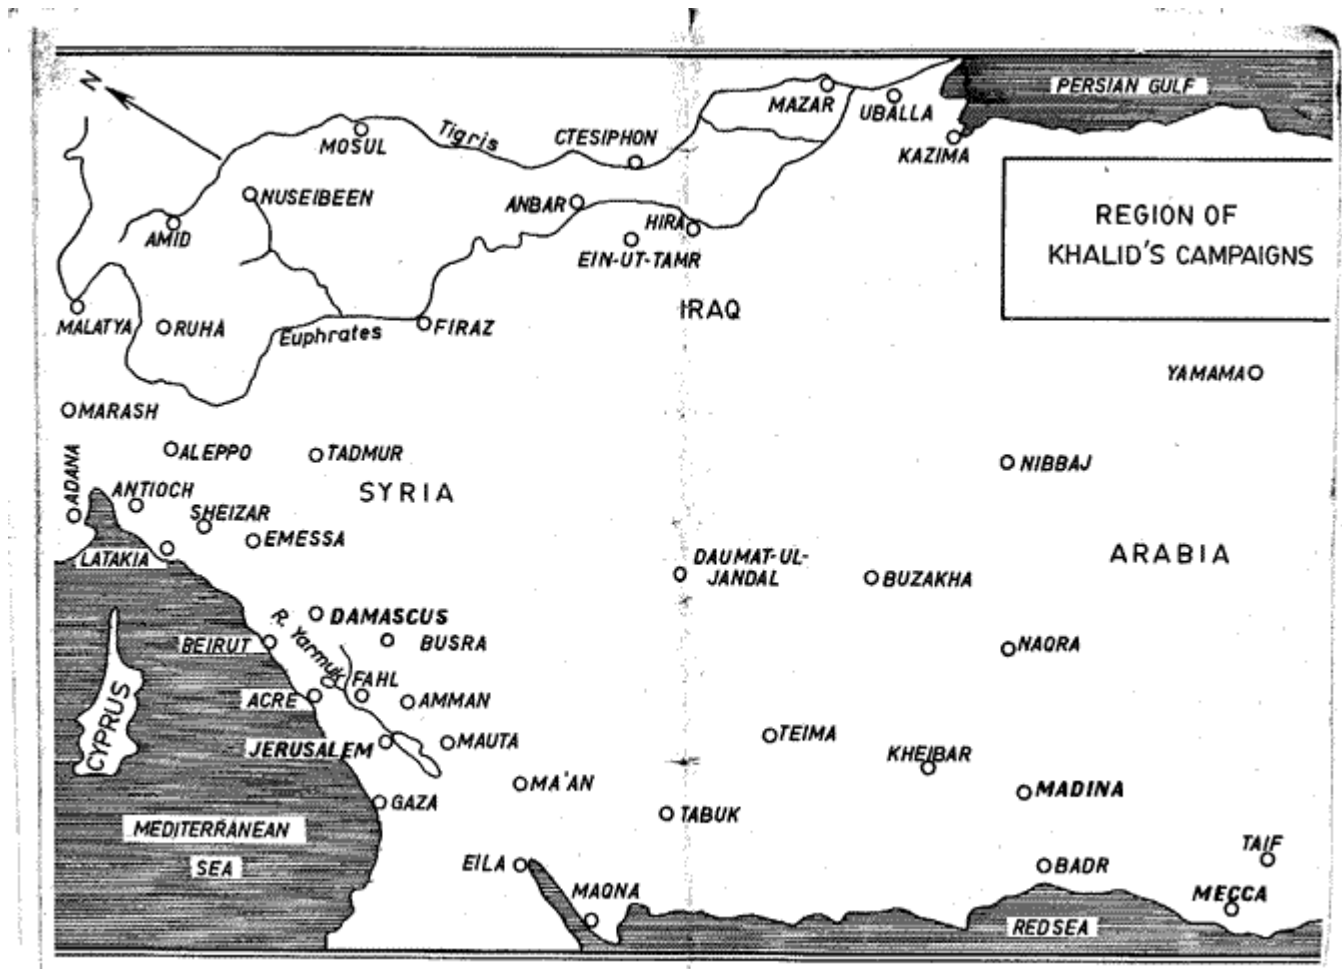 N
PERSIAN GULF
MAZAR
UBALLA
Tigris
CTESIPHON
MOSUL
KAZIMA
NUSEIBEEN
ANBAR
HIRA
REGION OF
KHALID'S CAMPAIGNS
AMID
EIN-UT-TAMR
IRAQ
MALATYA
RUHA
Euphrates
FIRAZ
YAMAMA
MARASH
ALEPPO
TADMUR
NIBBAJ
ADANA
ANTIOCH
SYRIA
SHEIZAR
EMESSA
LATAKIA
DAUMAT-UL-
JANDAL
BUZAKHA
ARABIA
DAMASCUS
R. Yarmuk
BEIRUT
BUSRA
NAQRA
FAHL
ACRE
AMMAN
CYPRUS
JERUSALEM
MAUTA
TEIMA
KHEIBAR
MA'AN
MADINA
GAZA
TABUK
MEDITERRANEAN
SEA
EILA
TAIF
BADR
MAQNA
MECCA
RED SEA